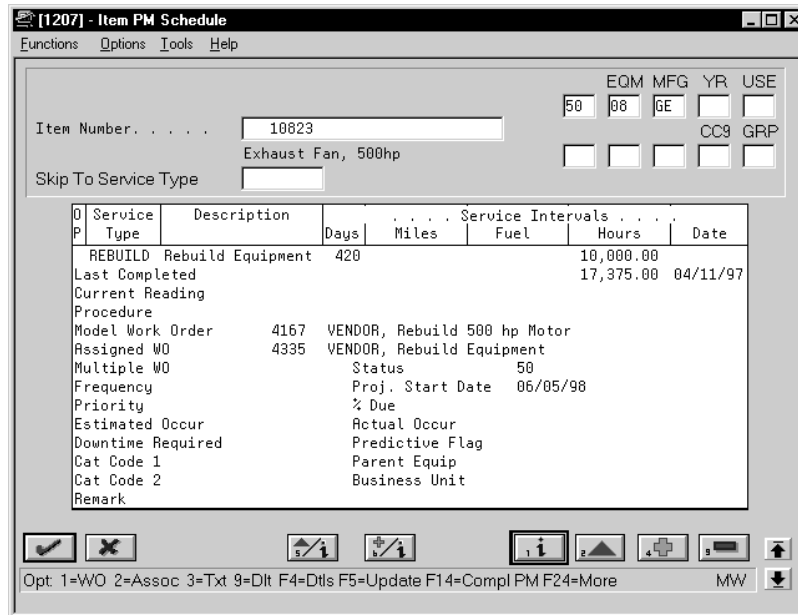 [1207] - Item PM Schedule
Functions Options Tools Help
EQM MFG YR USE
50 08 GE
Item Number. . . . . 10823
CC9 GRP
Exhaust Fan, 500hp
Skip To Service Type
O Service Description . . . . Service Intervals . . . .
P Type Days Miles Fuel Hours Date
REBUILD Rebuild Equipment 420 10,000.00
Last Completed 17,375.00 04/11/97
Current Reading
Procedure
Model Work Order 4167 VENDOR, Rebuild 500 hp Motor
Assigned WO 4335 VENDOR, Rebuild Equipment
Multiple WO Status 50
Frequency Proj. Start Date 06/05/98
Priority % Due
Estimated Occur Actual Occur
Downtime Required Predictive Flag
Cat Code 1 Parent Equip
Cat Code 2 Business Unit
Remark
5 /i 6 /i 1 i 2 4 9
Opt: 1=WO 2=Assoc 3=Txt 9=Dlt F4=Dtls F5=Update F14=Compl PM F24=More MW